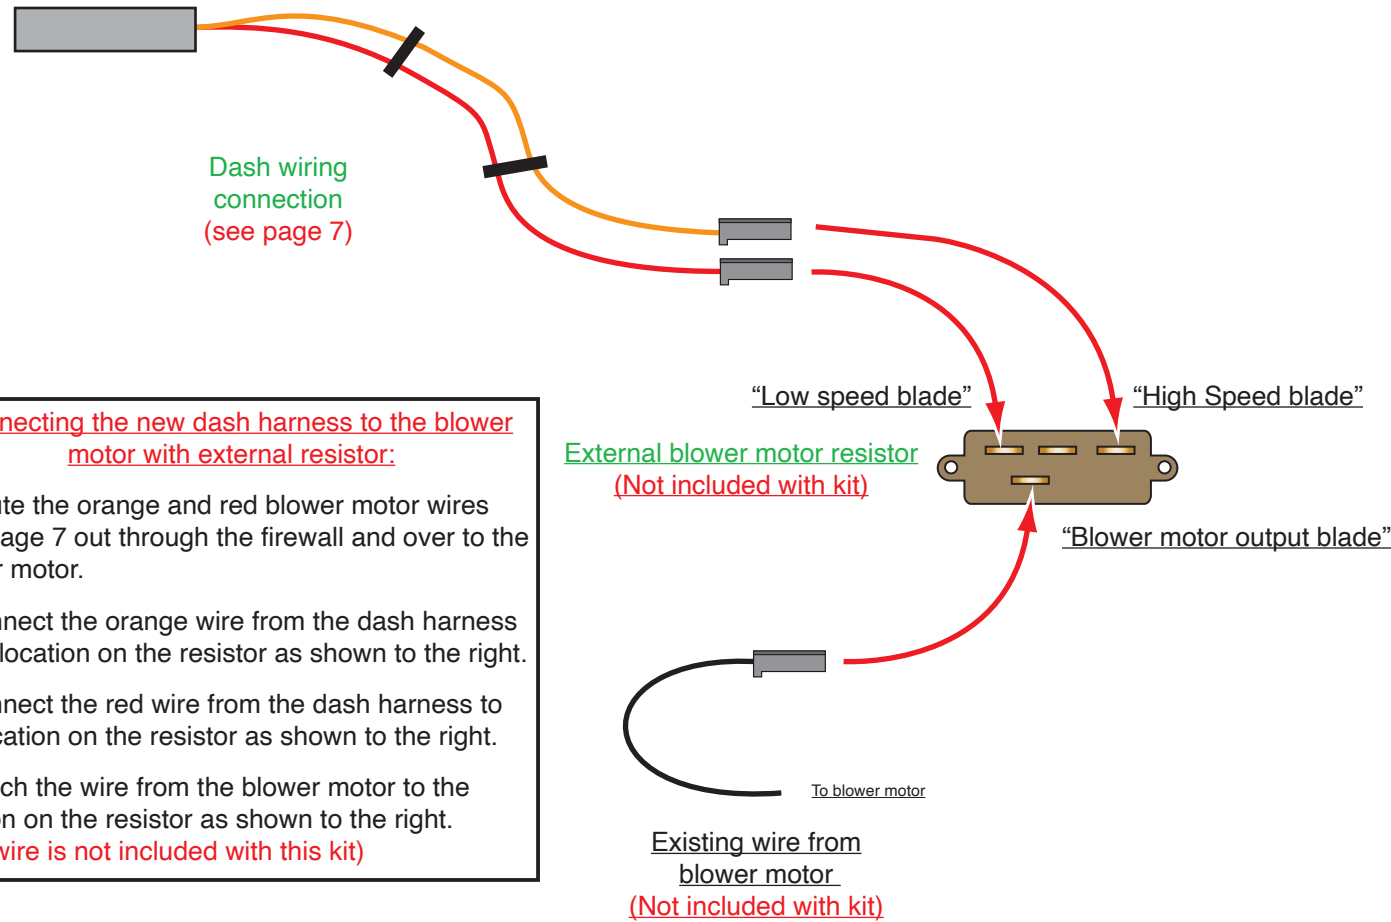 Dash wiring
connection
(see page 7)
"Low speed blade"
"High Speed blade"
External blower motor resistor
(Not included with kit)
"Blower motor output blade"
necting the new dash harness to the blower
motor with external resistor:
te the orange and red blower motor wires
age 7 out through the firewall and over to the
r motor.
nnect the orange wire from the dash harness
location on the resistor as shown to the right.
nnect the red wire from the dash harness to
cation on the resistor as shown to the right.
ch the wire from the blower motor to the
on on the resistor as shown to the right.
wire is not included with this kit)
To blower motor
Existing wire from
blower motor
(Not included with kit)